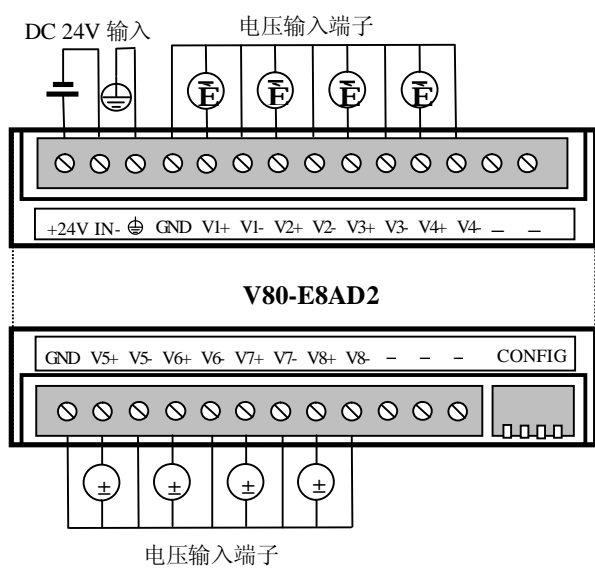 DC 24V 输入
电压输入端子
E E E E
+24V IN- GND V1+ V1- V2+ V2- V3+ V3- V4+ V4- – –
V80-E8AD2
GND V5+ V5- V6+ V6- V7+ V7- V8+ V8- – – – CONFIG
± ± ± ±
电压输入端子